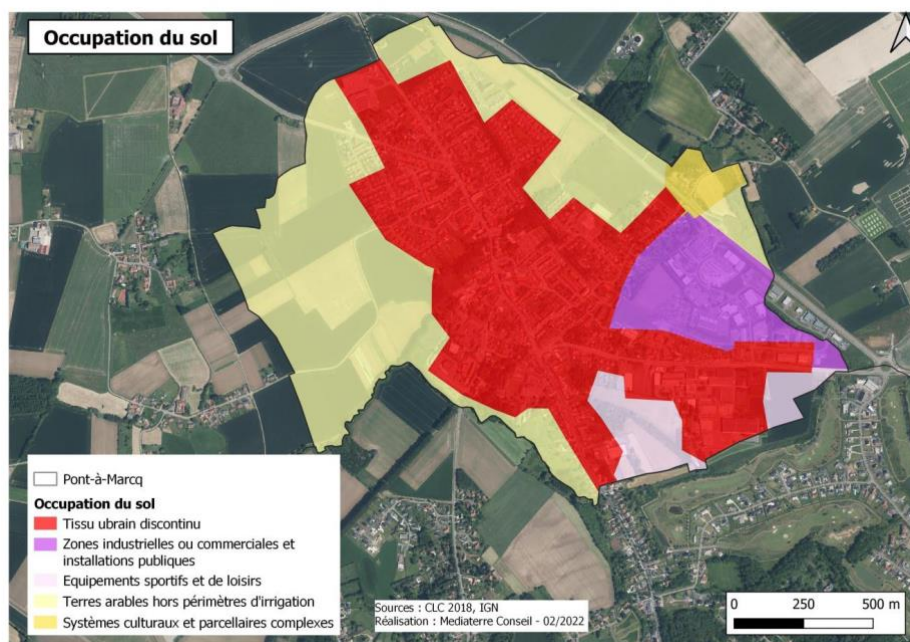 Occupation du sol
Pont-à-Marcq
Occupation du sol
Tissu ubrain discontinu
Zones industrielles ou commerciales et
installations publiques
Equipements sportifs et de loisirs
Terres arables hors périmètres d'irrigation
Systèmes culturaux et parcellaires complexes
Sources : CLC 2018, IGN
Réalisation : Mediaterre Conseil - 02/2022
0 250 500 m